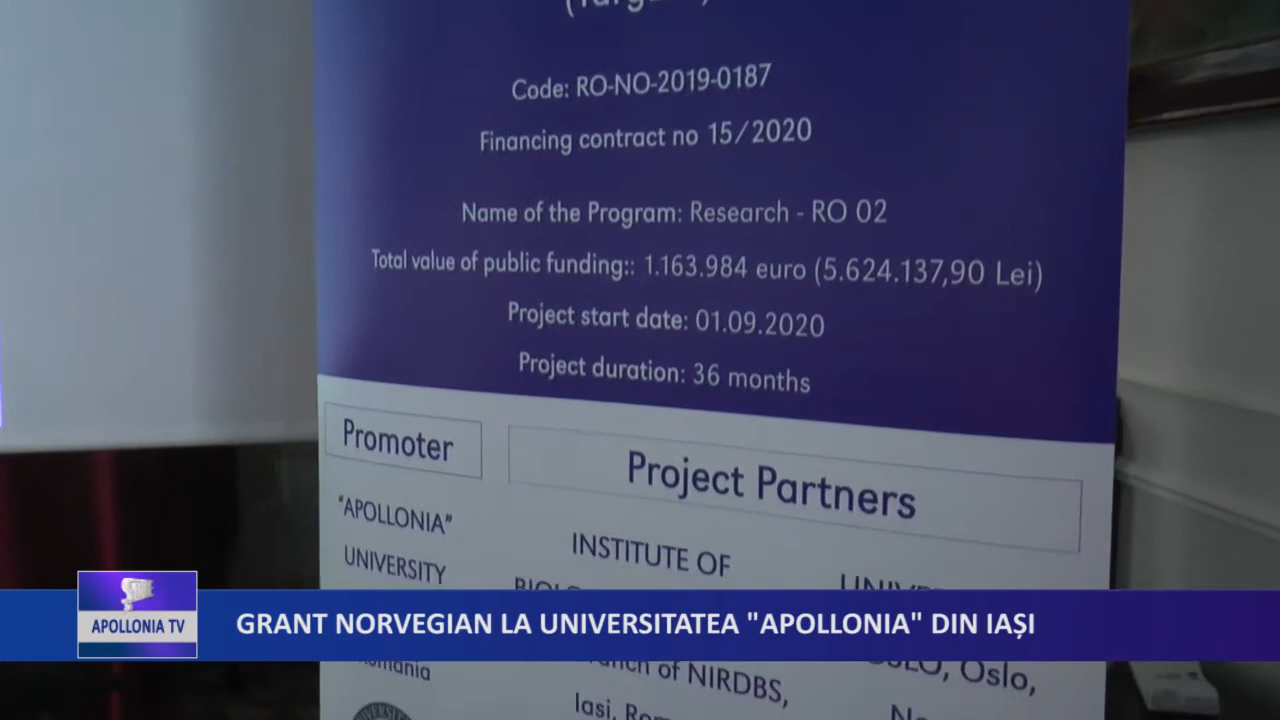 Code: RO-NO-2019-0187
Financing contract no 15/2020
Name of the Program: Research - RO 02
Total value of public funding:: 1.163.984 euro (5.624.137,90 Lei)
Project start date: 01.09.2020
Project duration: 36 months
Promoter
Project Partners
"APOLLONIA"
UNIVERSITY
INSTITUTE OF
APOLLONIA TV
GRANT NORVEGIAN LA UNIVERSITATEA "APOLLONIA" DIN IAȘI
of NIRDBS,
Oslo,
Iasi,